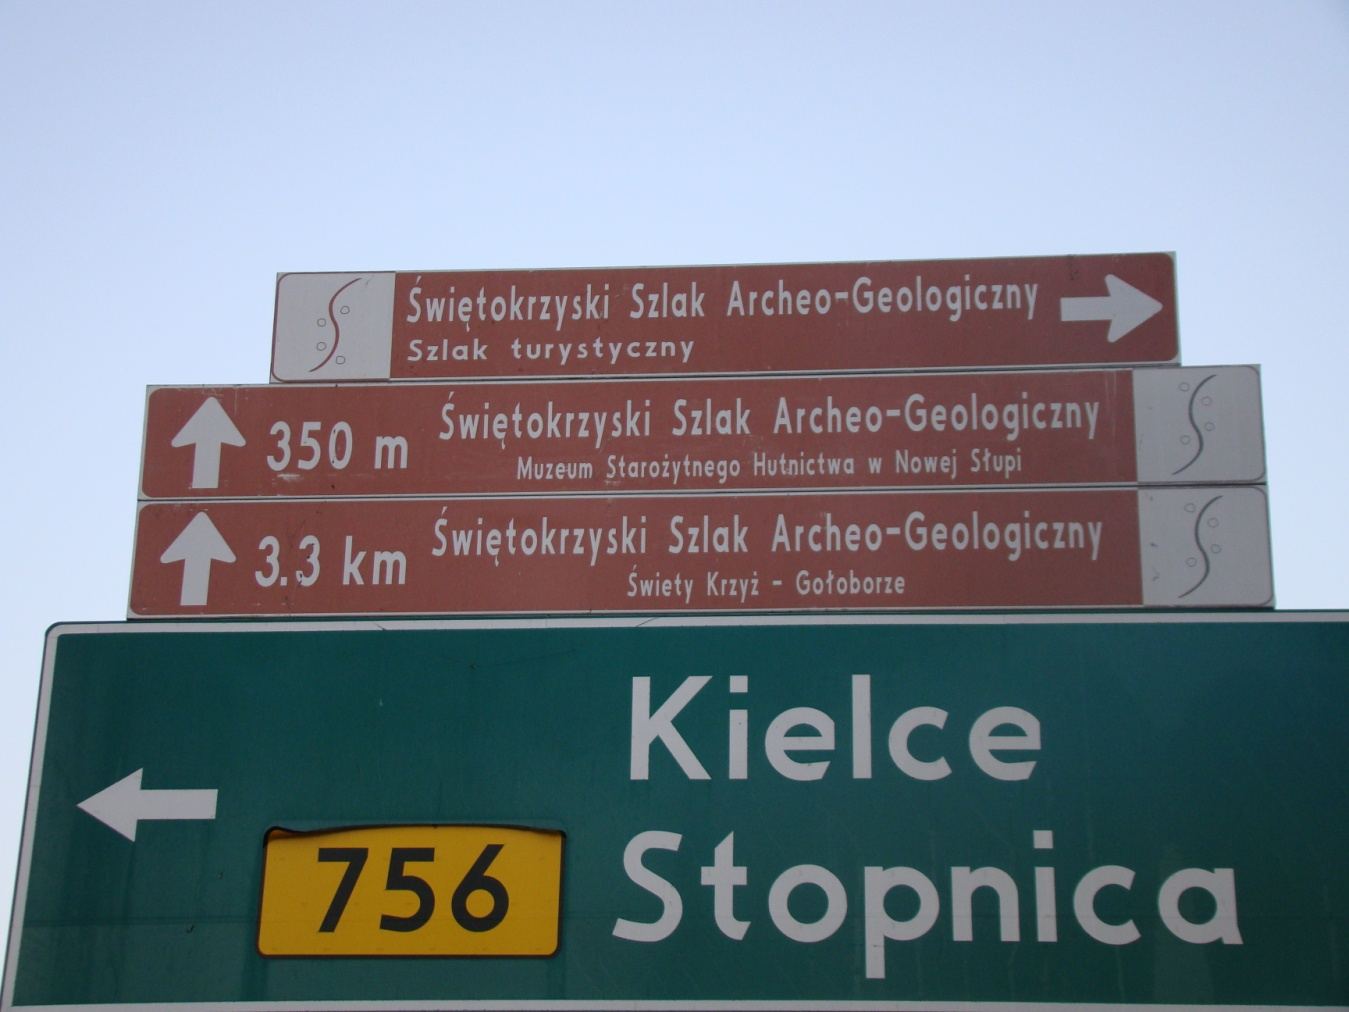 Świętokrzyski Szlak Archeo-Geologiczny
Szlak turystyczny
350 m Świętokrzyski Szlak Archeo-Geologiczny
Muzeum Starożytnego Hutnictwa w Nowej Słupi
3.3 km Świętokrzyski Szlak Archeo-Geologiczny
Świety Krzyż - Gołoborze
Kielce
756 Stopnica